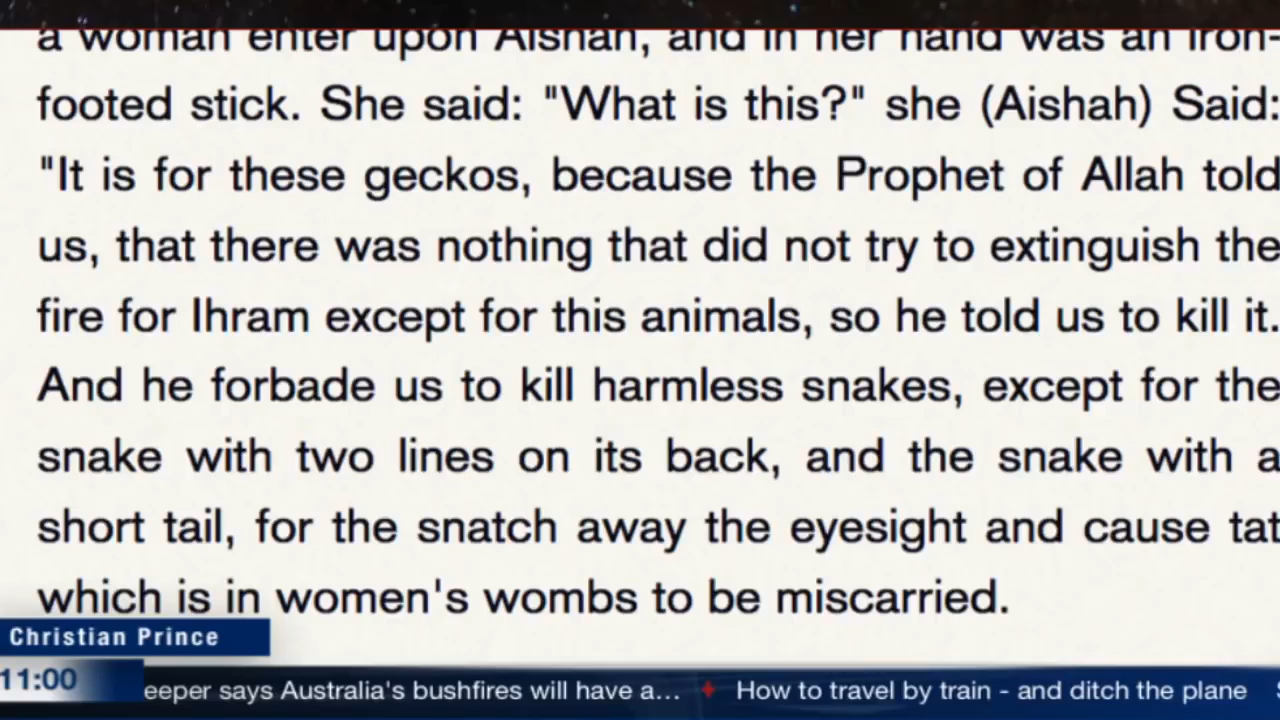 a woman enter upon Aishah, and in her hand was an iron-
footed stick. She said: "What is this?" she (Aishah) Said:
"It is for these geckos, because the Prophet of Allah told
us, that there was nothing that did not try to extinguish the
fire for Ihram except for this animals, so he told us to kill it.
And he forbade us to kill harmless snakes, except for the
snake with two lines on its back, and the snake with a
short tail, for the snatch away the eyesight and cause tat
which is in women's wombs to be miscarried.
Christian Prince
11:00
eeper says Australia's bushfires will have a... How to travel by train - and ditch the plane